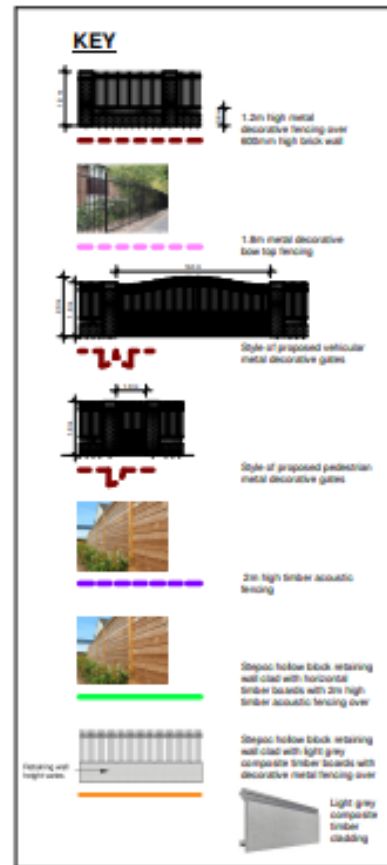 KEY
1.2m high metal
decorative fencing over
600mm high brick wall
1.8m metal decorative
bow top fencing
Style of proposed vehicular
metal decorative gates
Style of proposed pedestrian
metal decorative gates
2m high timber acoustic
fencing
Stepoc hollow block retaining
wall clad with horizontal
timber boards with 2m high
timber acoustic fencing over
Stepoc hollow block retaining
wall clad with light grey
composite timber boards with
decorative metal fencing over
Retaining wall
height varies
Light grey
composite
timber
cladding